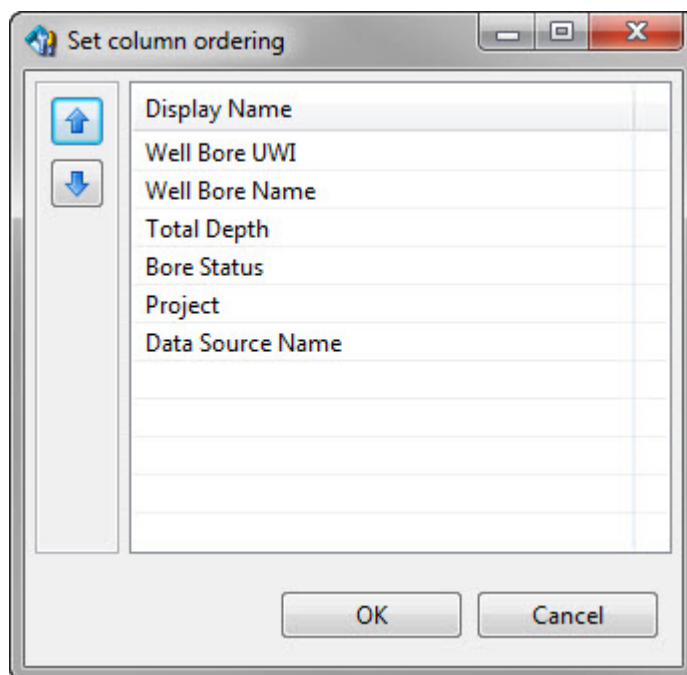 Set column ordering
Display Name
Well Bore UWI
Well Bore Name
Total Depth
Bore Status
Project
Data Source Name
OK
Cancel